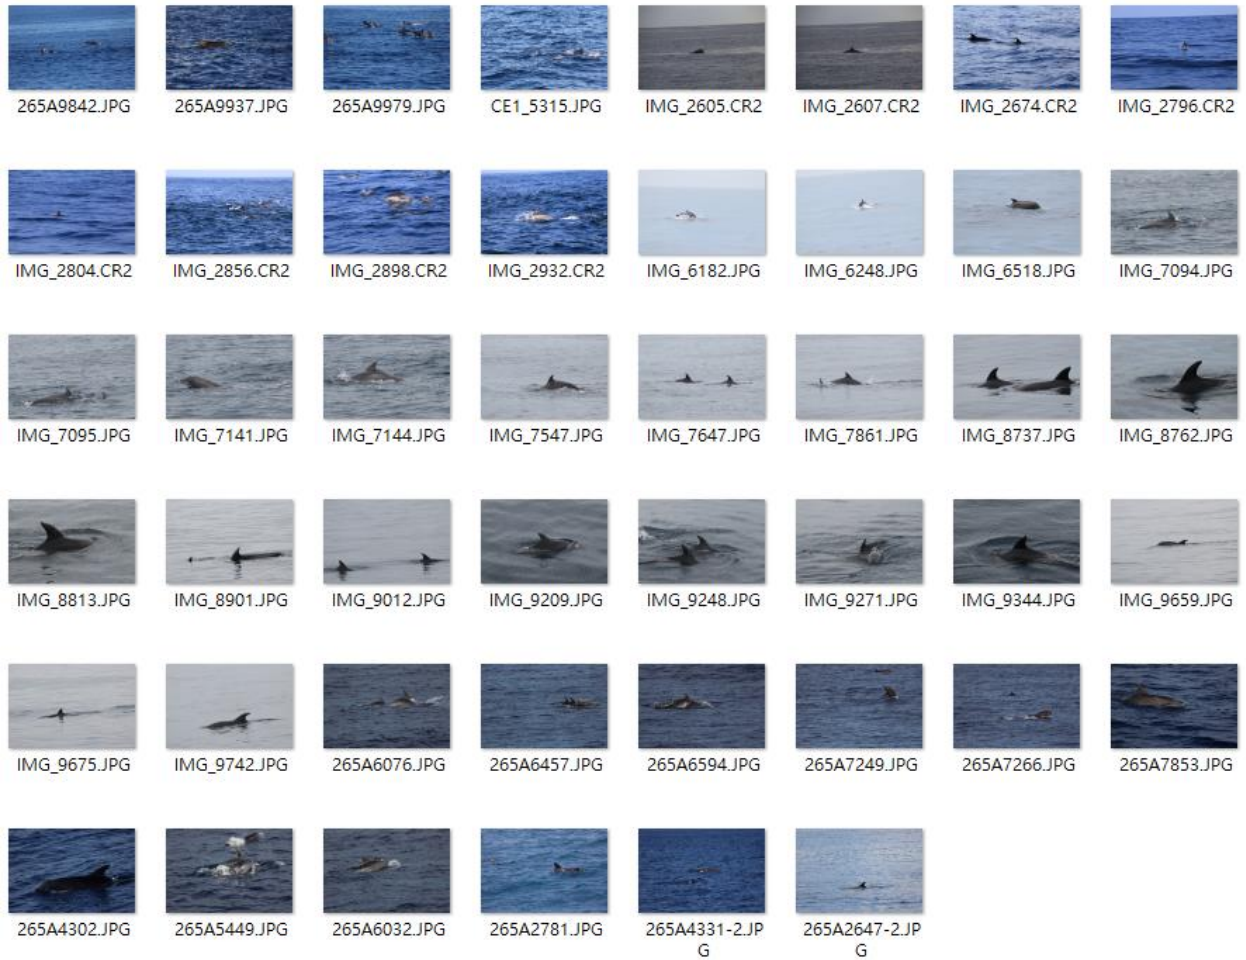 265A9842.JPG 265A9937.JPG 265A9979.JPG CE1_5315.JPG IMG_2605.CR2 IMG_2607.CR2 IMG_2674.CR2 IMG_2796.CR2
IMG_2804.CR2 IMG_2856.CR2 IMG_2898.CR2 IMG_2932.CR2 IMG_6182.JPG IMG_6248.JPG IMG_6518.JPG IMG_7094.JPG
IMG_7095.JPG IMG_7141.JPG IMG_7144.JPG IMG_7547.JPG IMG_7647.JPG IMG_7861.JPG IMG_8737.JPG IMG_8762.JPG
IMG_8813.JPG IMG_8901.JPG IMG_9012.JPG IMG_9209.JPG IMG_9248.JPG IMG_9271.JPG IMG_9344.JPG IMG_9659.JPG
IMG_9675.JPG IMG_9742.JPG 265A6076.JPG 265A6457.JPG 265A6594.JPG 265A7249.JPG 265A7266.JPG 265A7853.JPG
265A4302.JPG 265A5449.JPG 265A6032.JPG 265A2781.JPG 265A4331-2.JP 265A2647-2.JP
G G